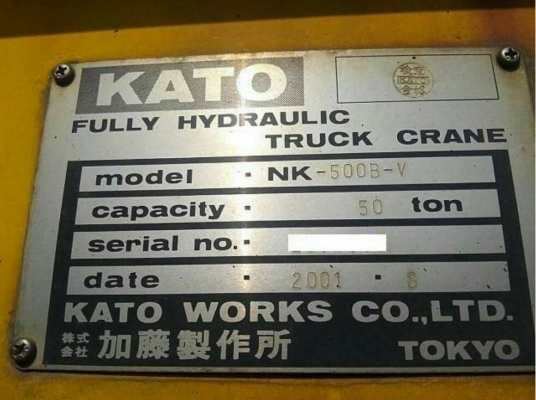 KATO
KATO
FULLY HYDRAULIC
TRUCK CRANE
model · NK-500B-V
capacity · 50 ton
serial no. ·
date · 2001 · 8
KATO WORKS CO.,LTD.
株式会社 加藤製作所 TOKYO